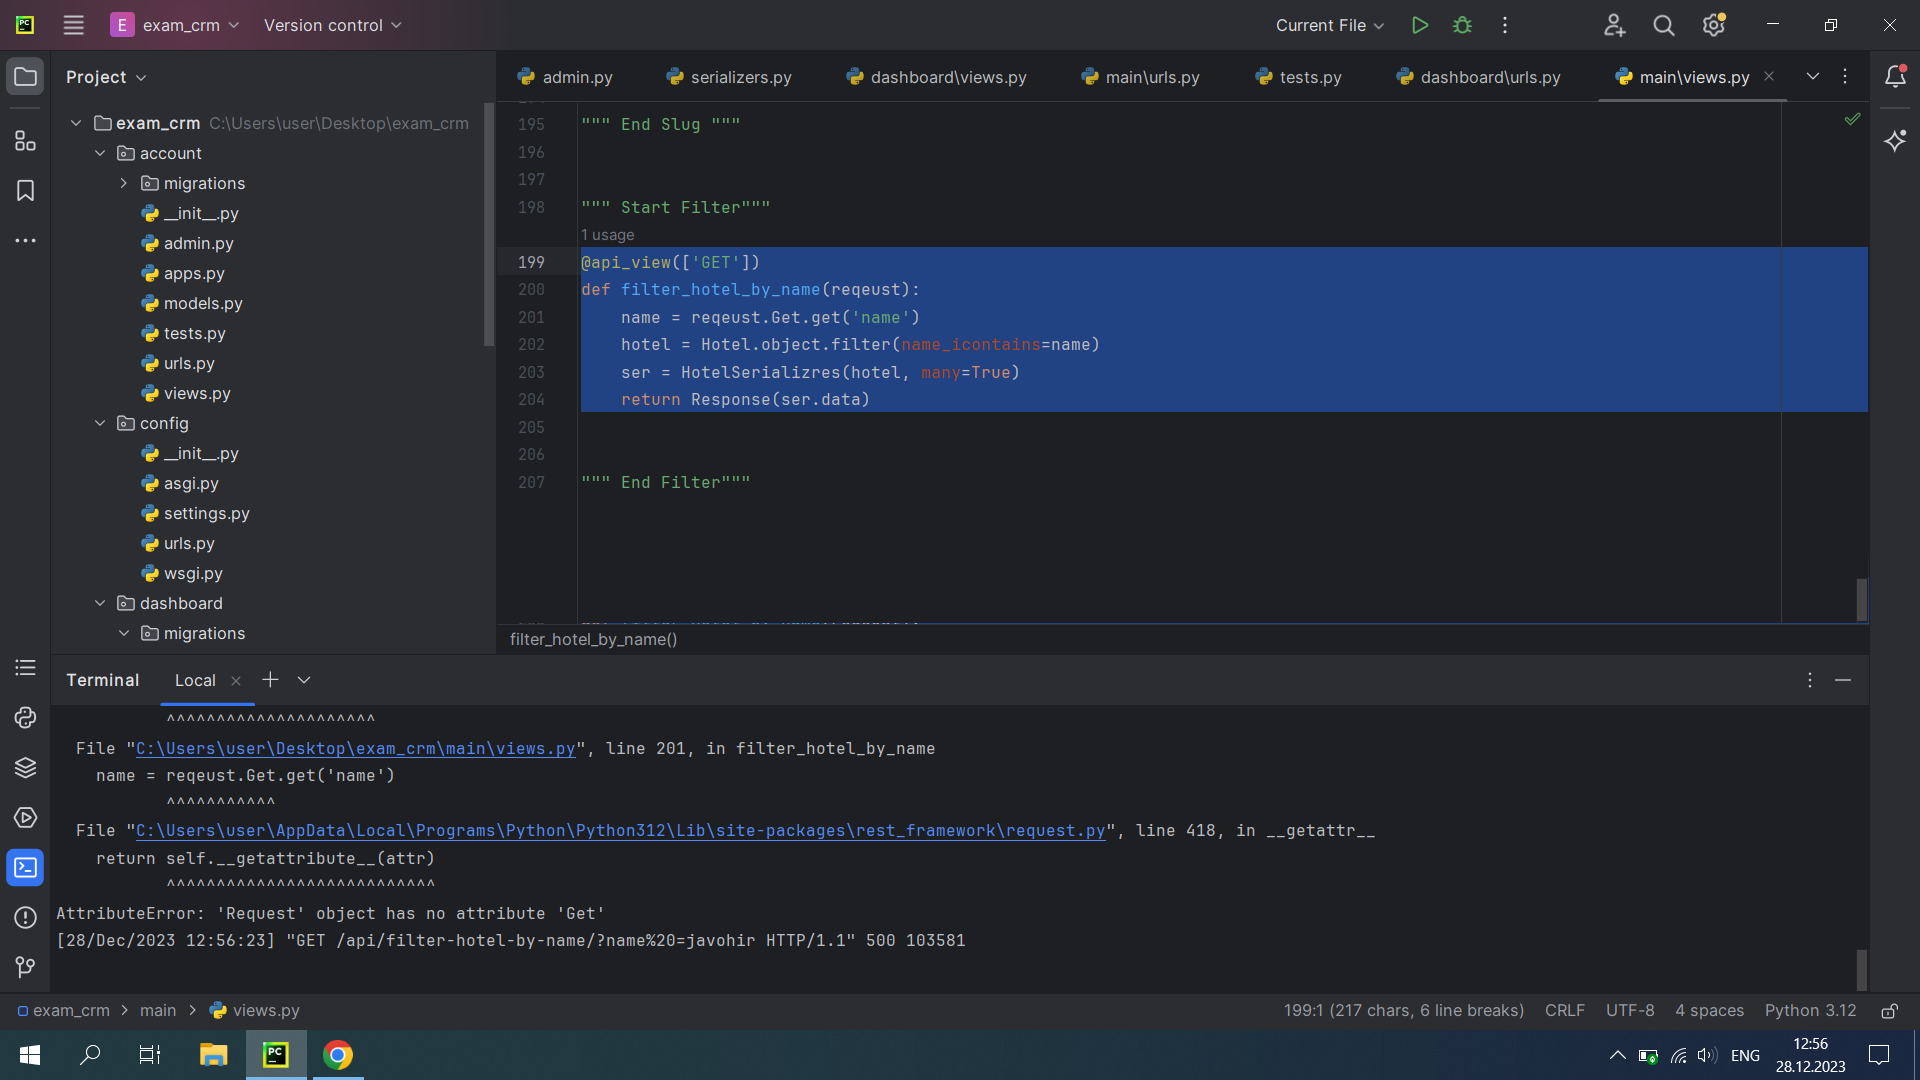 E exam_crm Version control Current File
Project
admin.py serializers.py dashboard\views.py main\urls.py tests.py dashboard\urls.py main\views.py
exam_crm C:\Users\user\Desktop\exam_crm
account
migrations
__init__.py
admin.py
apps.py
models.py
tests.py
urls.py
views.py
config
__init__.py
asgi.py
settings.py
urls.py
wsgi.py
dashboard
migrations
195 """ End Slug """
196
197
198 """ Start Filter"""
1 usage
199 @api_view(['GET'])
200 def filter_hotel_by_name(reqeust):
201 name = reqeust.Get.get('name')
202 hotel = Hotel.object.filter(name_icontains=name)
203 ser = HotelSerializres(hotel, many=True)
204 return Response(ser.data)
205
206
207 """ End Filter"""
filter_hotel_by_name()
Terminal Local
^^^^^^^^^^^^^^^^^^^^^
File "C:\Users\user\Desktop\exam_crm\main\views.py", line 201, in filter_hotel_by_name
name = reqeust.Get.get('name')
^^^^^^^^^^^
File "C:\Users\user\AppData\Local\Programs\Python\Python312\Lib\site-packages\rest_framework\request.py", line 418, in __getattr__
return self.__getattribute__(attr)
^^^^^^^^^^^^^^^^^^^^^^^^^^^
AttributeError: 'Request' object has no attribute 'Get'
[28/Dec/2023 12:56:23] "GET /api/filter-hotel-by-name/?name%20=javohir HTTP/1.1" 500 103581
exam_crm main views.py 199:1 (217 chars, 6 line breaks) CRLF UTF-8 4 spaces Python 3.12
ENG
12:56
28.12.2023